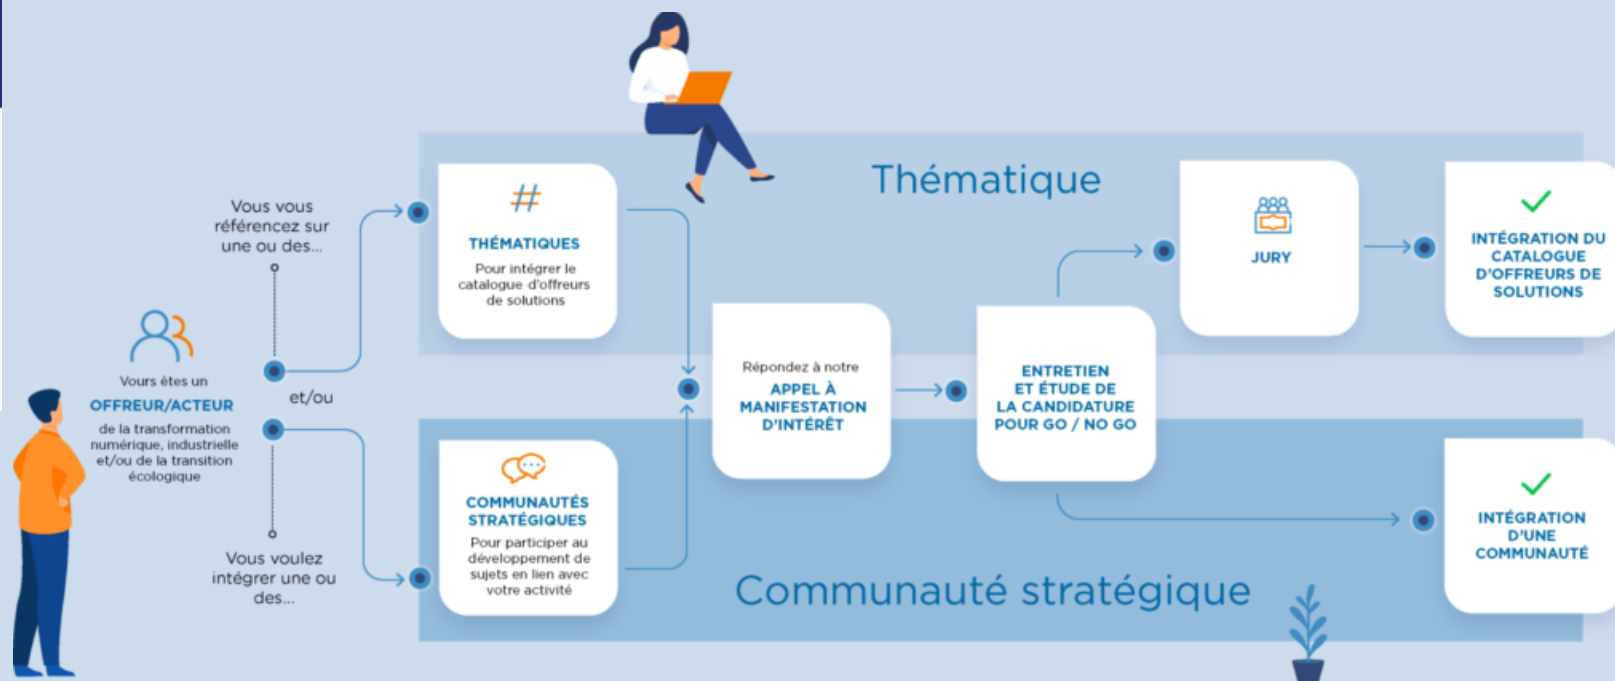 Vous vous
référencez sur
une ou des...
Vours êtes un
OFFREUR/ACTEUR
de la transformation
numérique, industrielle
et/ou de la transition
écologique
et/ou
Vous voulez
intégrer une ou
des...
#
THÉMATIQUES
Pour intégrer le
catalogue d'offreurs
de solutions
COMMUNAUTÉS
STRATÉGIQUES
Pour participer au
développement de
sujets en lien avec
votre activité
Répondez à notre
APPEL À
MANIFESTATION
D'INTÉRÊT
ENTRETIEN
ET ÉTUDE DE
LA CANDIDATURE
POUR GO / NO GO
Thématique
JURY
INTÉGRATION DU
CATALOGUE
D'OFFREURS DE
SOLUTIONS
Communauté stratégique
INTÉGRATION
D'UNE
COMMUNAUTÉ